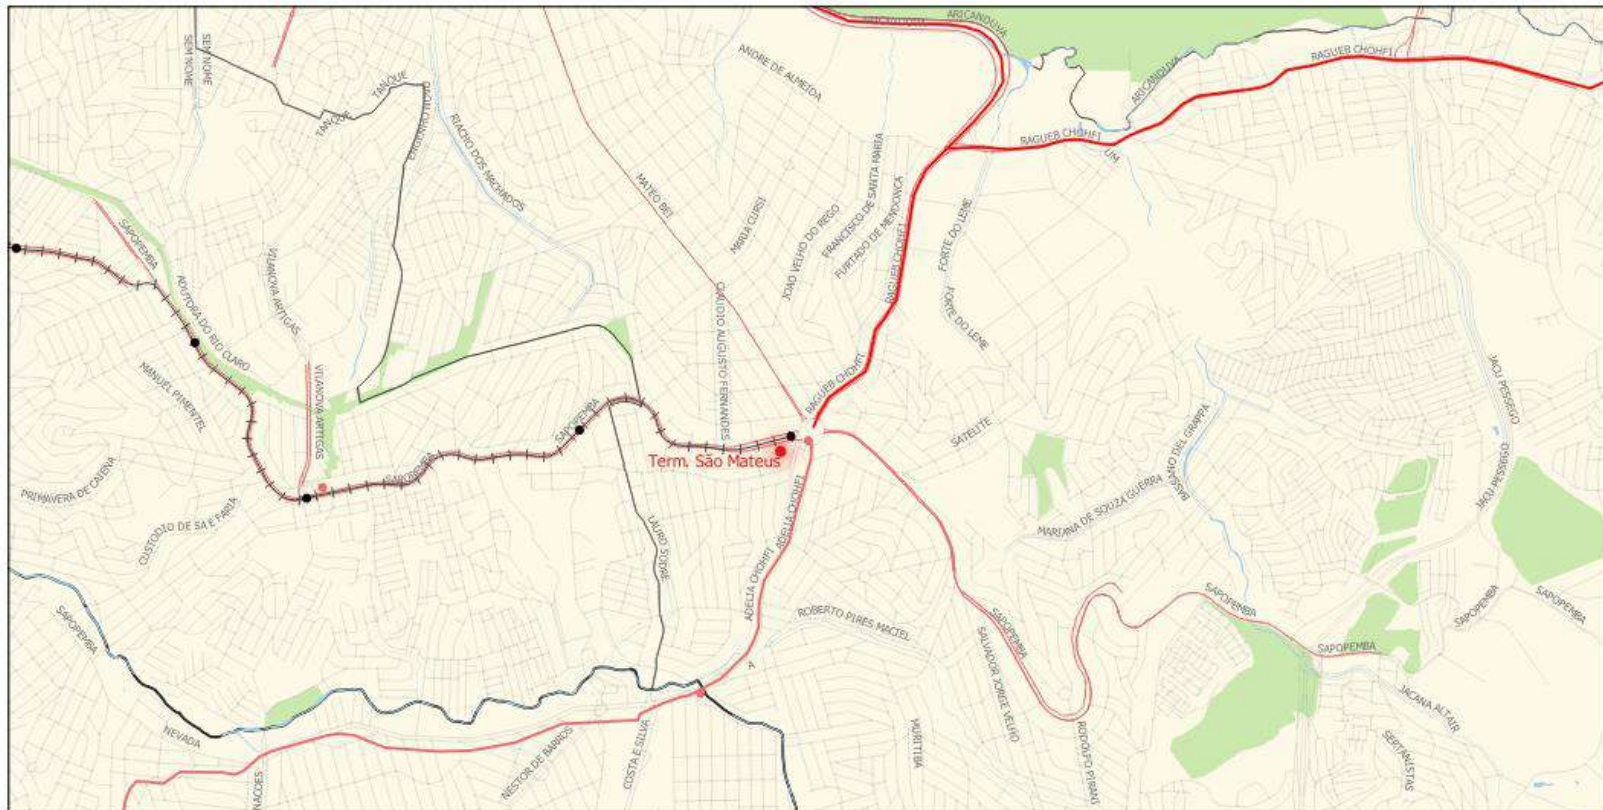 ARICANDUVA
SEM NOME
SEM NOME
RAGUEB CHOHFI
ANDRE DE ALMEIDA
TANQUE
ARICANDUVA
TANQUE
RIACHO DOS MACHADOS
RAGUEB CHOHFI
UM
FRANCISCO DE SANTA MARIA
MATEO BEI
RAGUEB CHOHFI
FORTE DO LEME
MARIA CURSI
JOAO VELHO DO REGO
FURTADO DE MENDONCA
SAPOPEMBA
VILANOVA ARTIGAS
ADUTORA DO RIO CLARO
CLAUDIO AUGUSTO FERNANDES
FORTE DO LEME
JACU PESSEGO
MANUEL PIMENTEL
VILANOVA ARTIGAS
RAGUEB CHOHFI
SAPOPEMBA
SATELITE
BASSANO DEL GRAPPA
Term. São Mateus
JACU PESSEGO
PRIMAVERA DE CAIENA
SAPOPEMBA
CUSTODIO DE SA E FARIA
MARIANA DE SOUZA GUERRA
ADELIA CHOHFI
LAURO SODRE
ADELIA CHOHFI
SAPOPEMBA
SAPOPEMBA
SAPOPEMBA
SAPOPEMBA
ROBERTO PIRES MACIEL
SAPOPEMBA
SALVADOR JORGE VELHO
SAPOPEMBA
A
JACANA ALTAIR
NEVADA
NESTOR DE BARROS
COSTA E SILVA
MURITIBA
RODOLFO PIRANI
SERTANISTAS
NACOES